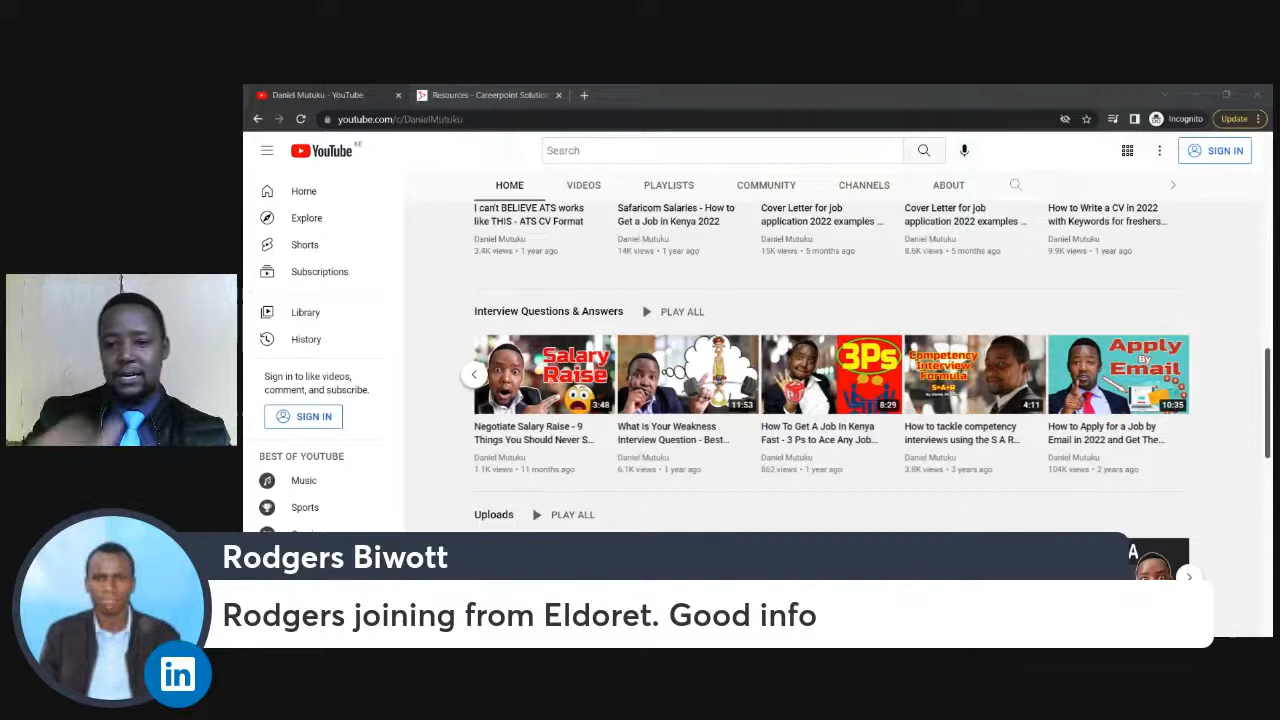 Daniel Mutuku - YouTube
Resources - Careerpoint Solution
youtube.com/c/DanielMutuku
Incognito
Update
YouTube KE
Search
SIGN IN
HOME VIDEOS PLAYLISTS COMMUNITY CHANNELS ABOUT
Home
Explore
Shorts
Subscriptions
Library
History
Sign in to like videos,
comment, and subscribe.
SIGN IN
BEST OF YOUTUBE
Music
Sports
I can't BELIEVE ATS works
like THIS - ATS CV Format
Daniel Mutuku
3.4K views • 1 year ago
Safaricom Salaries - How to
Get a Job in Kenya 2022
Daniel Mutuku
14K views • 1 year ago
Cover Letter for job
application 2022 examples ...
Daniel Mutuku
15K views • 5 months ago
Cover Letter for job
application 2022 examples ...
Daniel Mutuku
8.6K views • 5 months ago
How to Write a CV in 2022
with Keywords for freshers...
Daniel Mutuku
9.9K views • 1 year ago
Interview Questions & Answers PLAY ALL
Salary
Raise
3:48
Negotiate Salary Raise - 9
Things You Should Never S...
Daniel Mutuku
1.1K views • 11 months ago
11:53
What is Your Weakness
Interview Question - Best...
Daniel Mutuku
6.1K views • 1 year ago
3Ps
8:29
How To Get A Job In Kenya
Fast - 3 Ps to Ace Any Job...
Daniel Mutuku
862 views • 1 year ago
Competency
Interview
Formula
S+A+R
4:11
How to tackle competency
interviews using the S A R...
Daniel Mutuku
3.8K views • 3 years ago
Apply
By
Email
10:35
How to Apply for a Job by
Email in 2022 and Get The...
Daniel Mutuku
104K views • 2 years ago
Uploads PLAY ALL
A
Rodgers Biwott
Rodgers joining from Eldoret. Good info
in